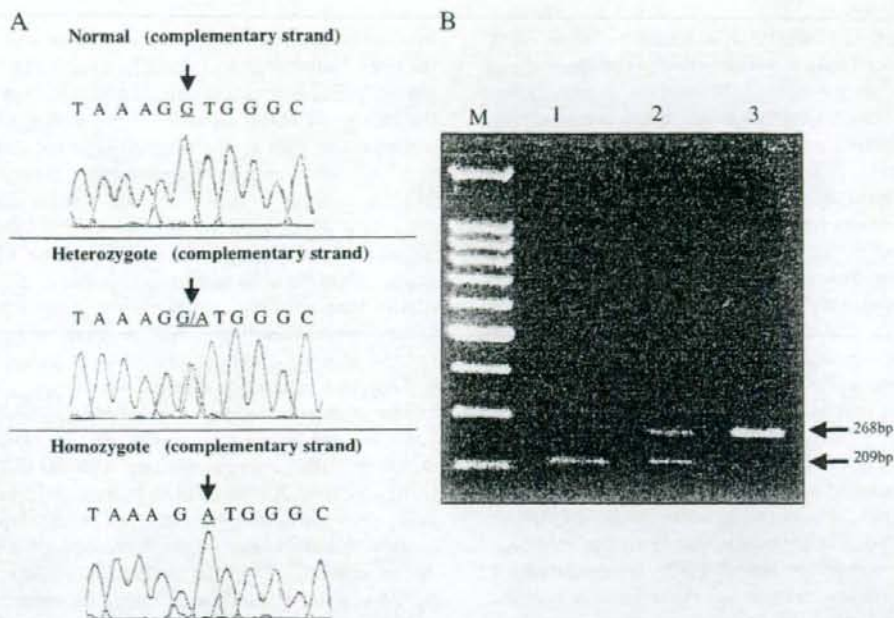 A
Normal (complementary strand)
T A A A G G T G G G C
Heterozygote (complementary strand)
T A A A G G/A T G G G C
Homozygote (complementary strand)
T A A A G A T G G G C
B
M 1 2 3
268bp
209bp